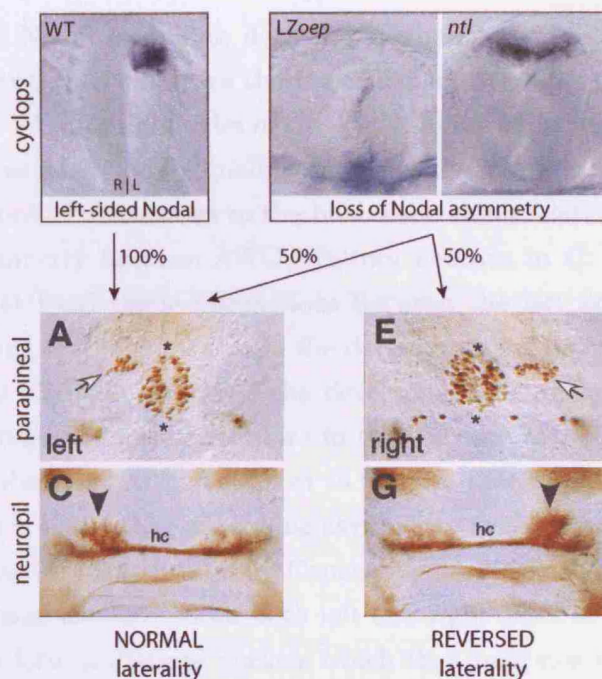 WT
LZoep
ntl
cyclops
R | L
left-sided Nodal
loss of Nodal asymmetry
100%
50%
50%
A
*
*
left
E
*
*
right
parapineal
C
hc
G
hc
neuropil
NORMAL
laterality
REVERSED
laterality